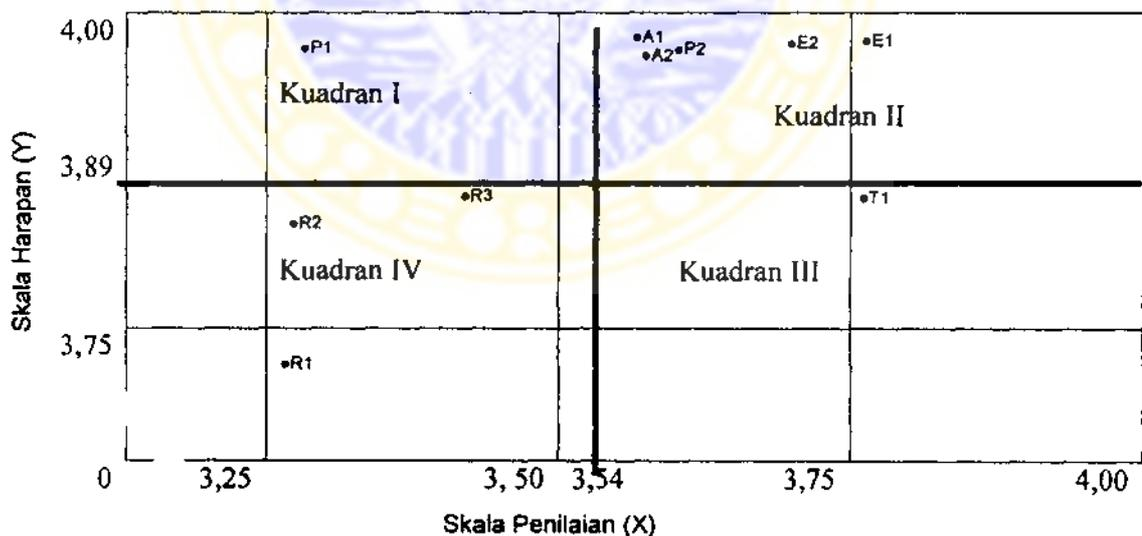 4,00
P1
A1
A2
P2
E2
E1
Kuadran I
Kuadran II
3,89
R3
T1
R2
Kuadran IV
Kuadran III
3,75
R1
0
3,25
3, 50
3,54
3,75
4,00
Skala Harapan (Y)
Skala Penilaian (X)